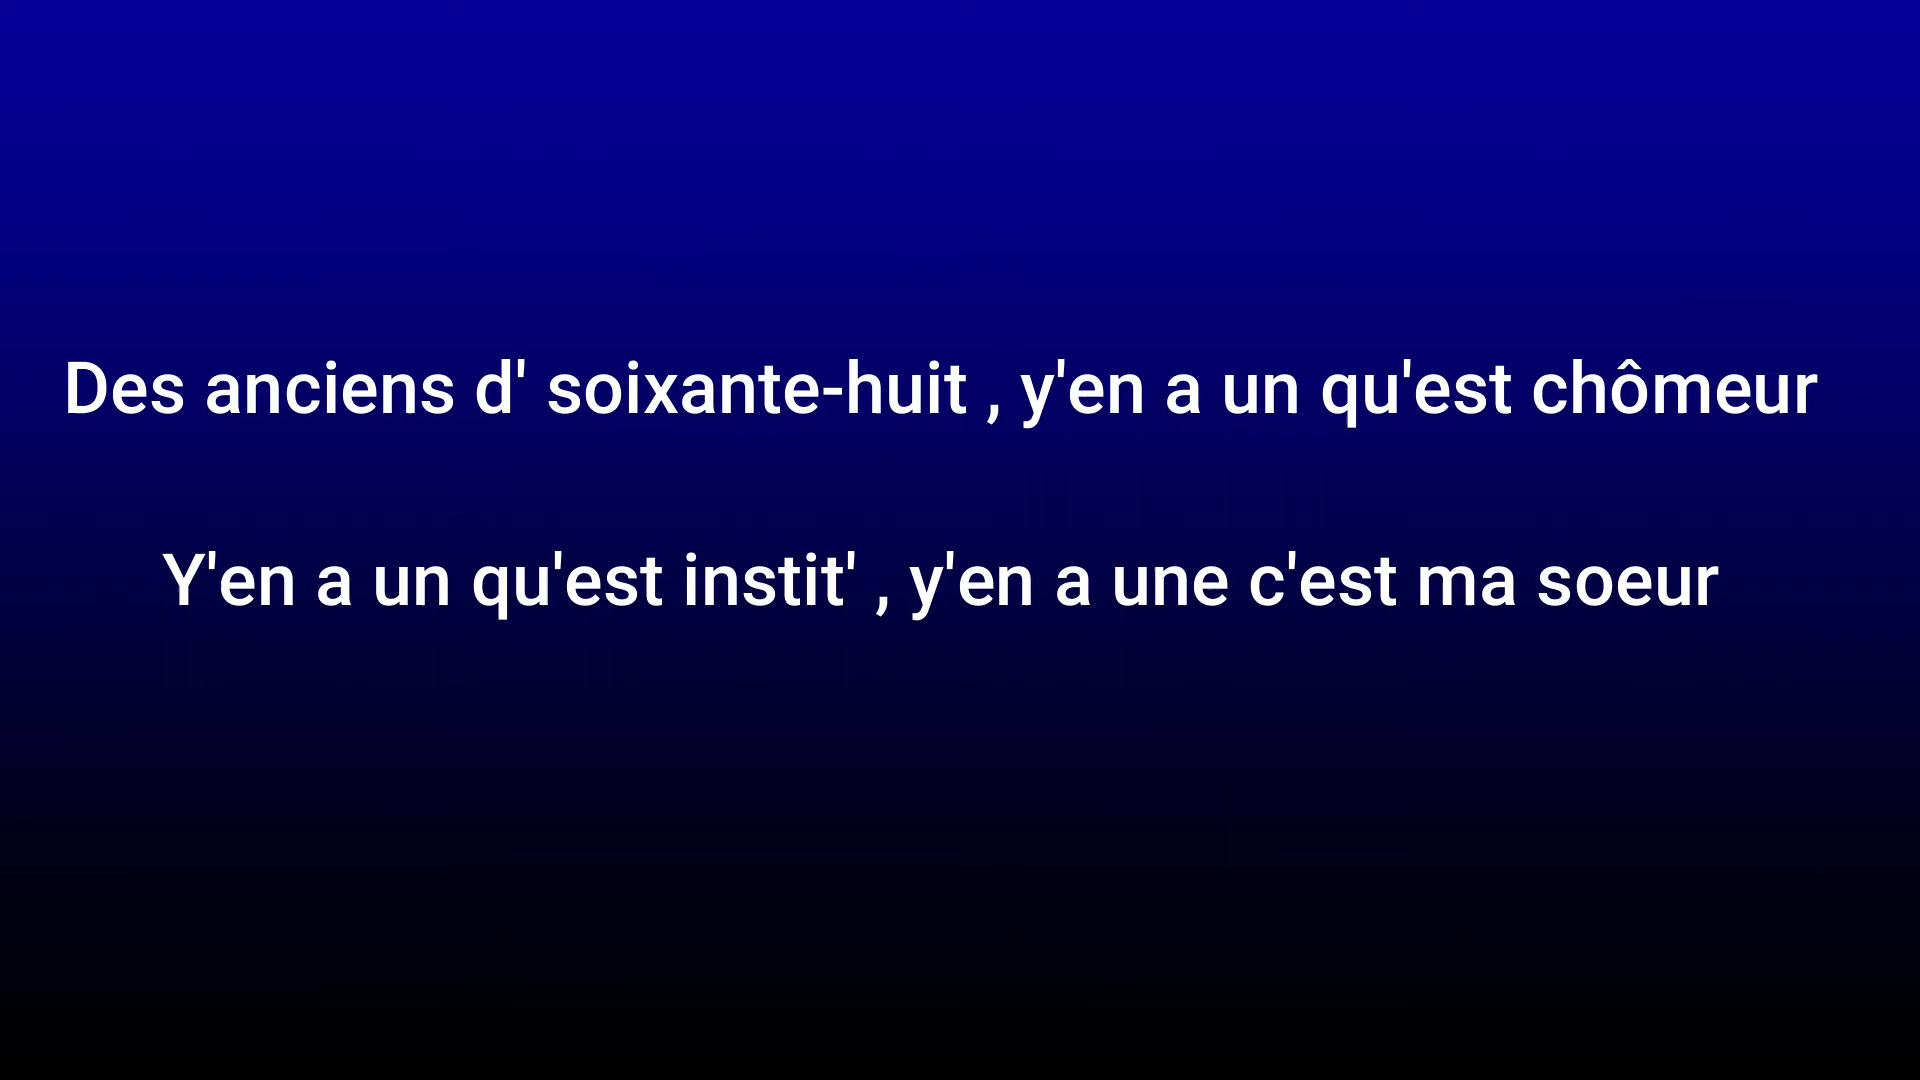 Des anciens d' soixante-huit , y'en a un qu'est chômeur
Y'en a un qu'est instit' , y'en a une c'est ma soeur